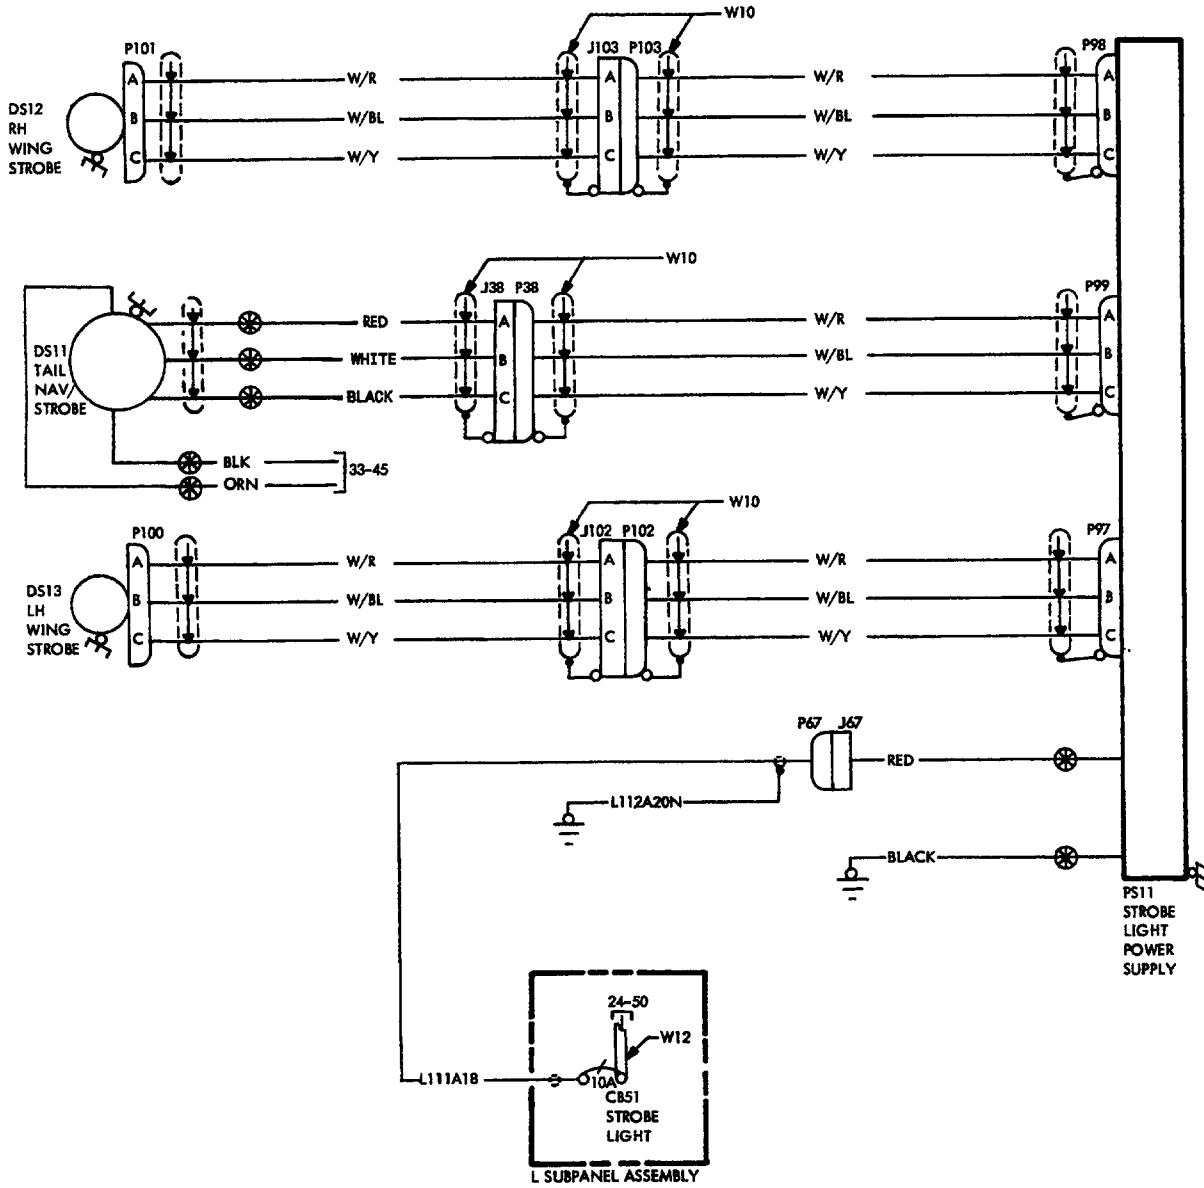 W10
P101
J103 P103
P98
A
W/R
A
W/R
A
DS12
RH
WING
STROBE
B
W/BL
B
W/BL
B
C
W/Y
C
W/Y
C
W10
J38 P38
P99
RED
A
W/R
A
DS11
TAIL
NAV/
STROBE
WHITE
B
W/BL
B
BLACK
C
W/Y
C
BLK
33-45
ORN
W10
P100
J102 P102
P97
A
W/R
A
W/R
A
DS13
LH
WING
STROBE
B
W/BL
B
W/BL
B
C
W/Y
C
W/Y
C
P67 J67
RED
L112A20N
BLACK
PS11
STROBE
LIGHT
POWER
SUPPLY
24-50
W12
L111A18
10A
CB51
STROBE
LIGHT
L SUBPANEL ASSEMBLY